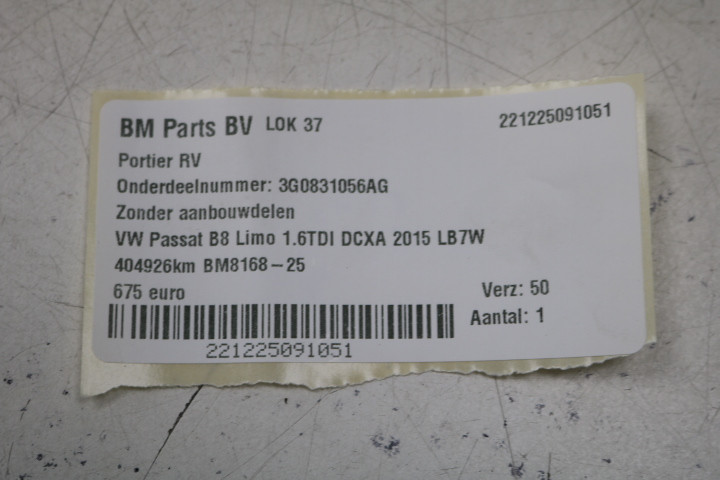 BM Parts BV LOK 37 221225091051
Portier RV
Onderdeelnummer: 3G0831056AG
Zonder aanbouwdelen
VW Passat B8 Limo 1.6TDI DCXA 2015 LB7W
404926km BM8168-25
675 euro Verz: 50
Aantal: 1
221225091051